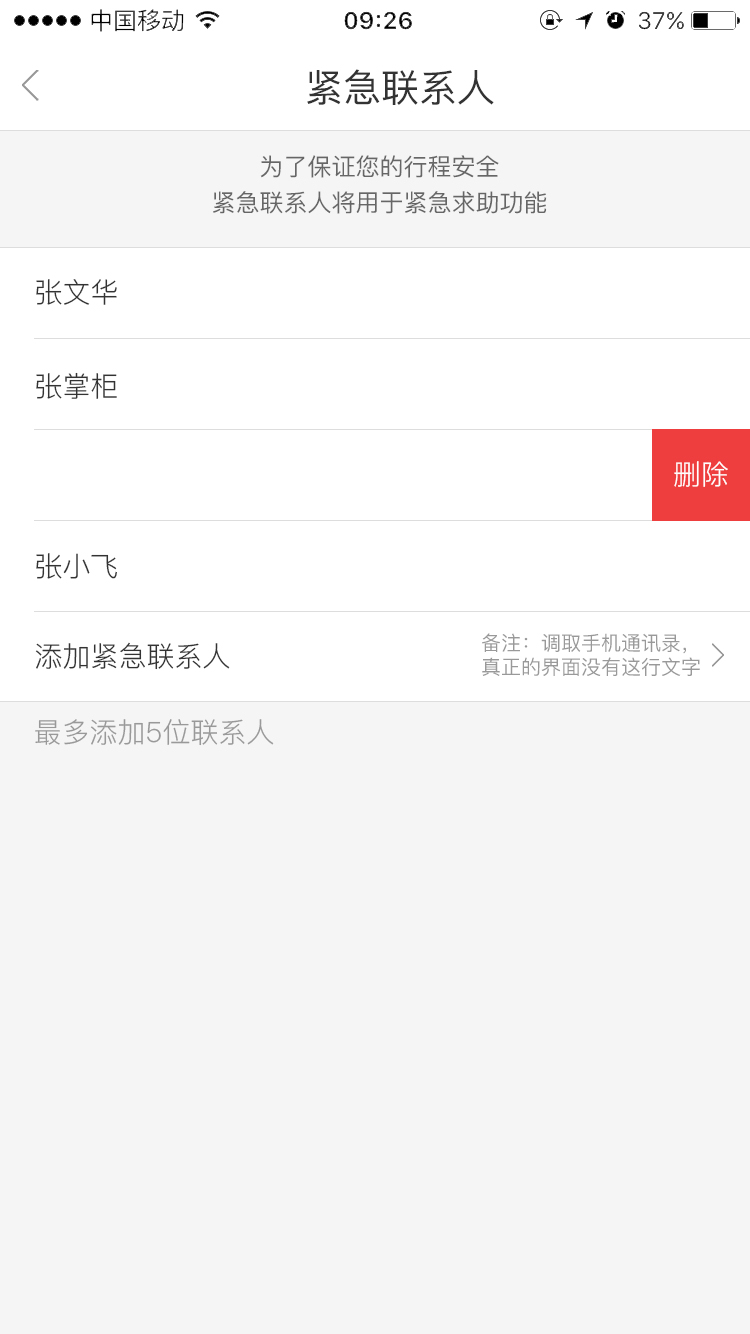 中国移动 09:26 37%
紧急联系人
为了保证您的行程安全
紧急联系人将用于紧急求助功能
张文华
张掌柜
删除
张小飞
添加紧急联系人
备注：调取手机通讯录，
真正的界面没有这行文字
最多添加5位联系人